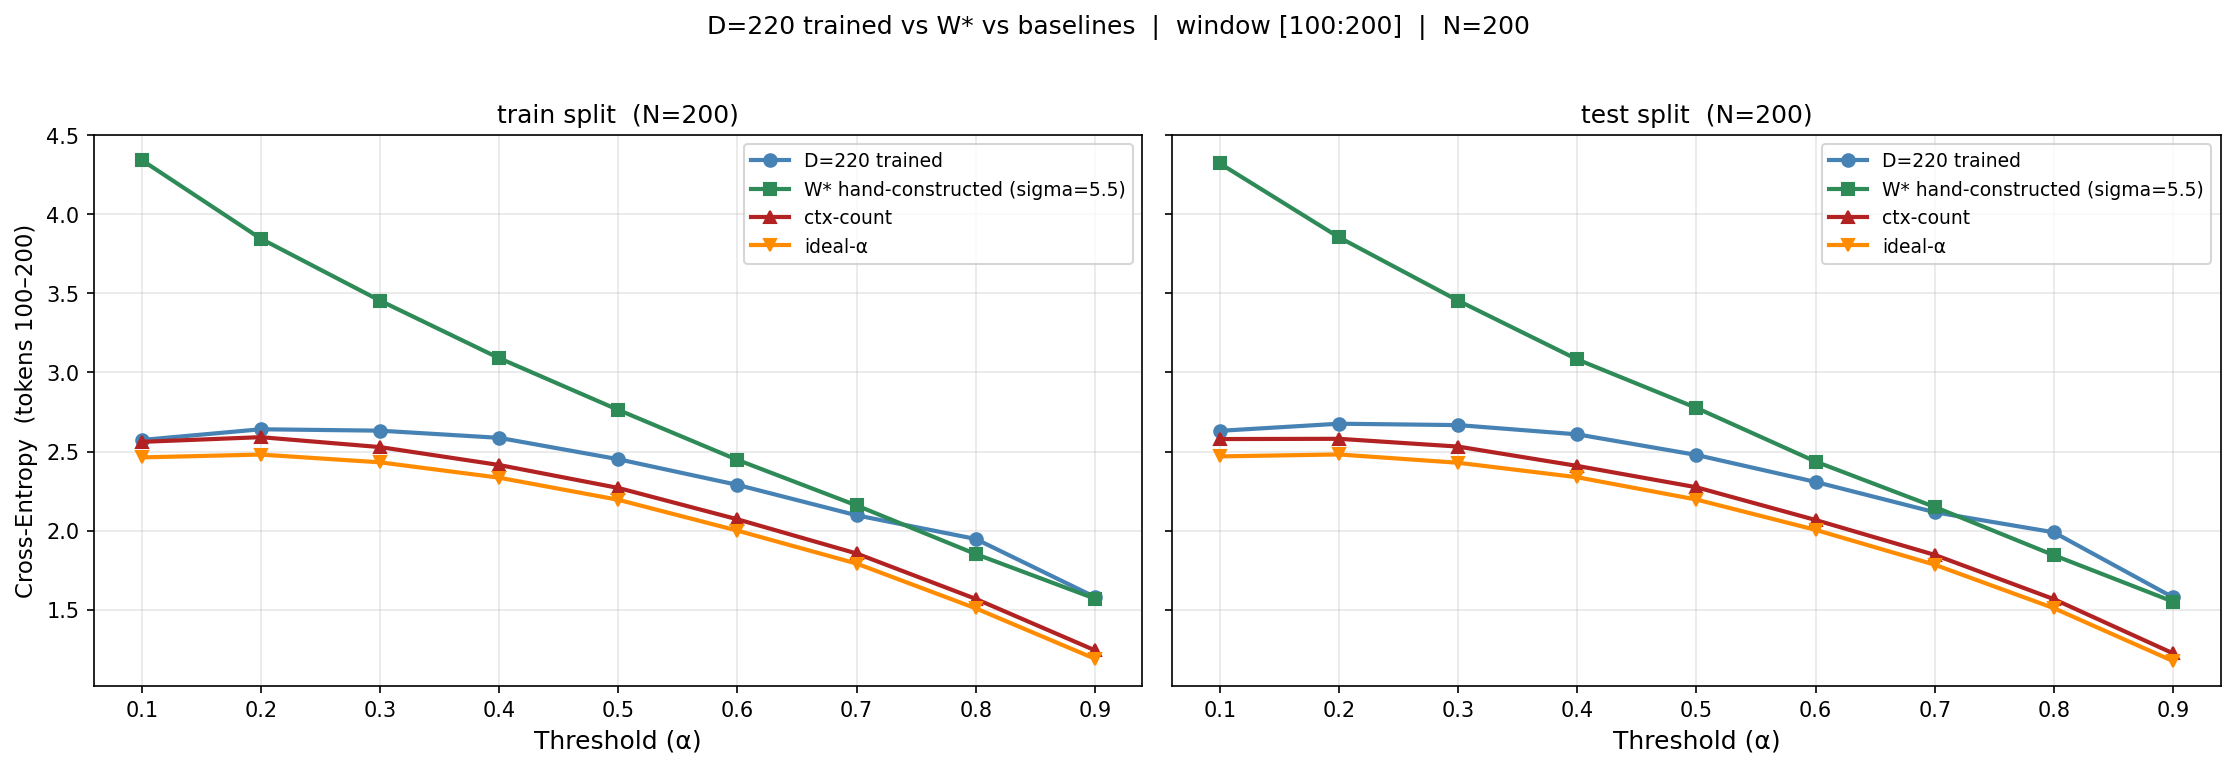 D=220 trained vs W* vs baselines | window [100:200] | N=200
train split (N=200)
4.5
4.0
3.5
3.0
2.5
2.0
1.5
Cross-Entropy (tokens 100–200)
D=220 trained
W* hand-constructed (sigma=5.5)
ctx-count
ideal-α
0.1 0.2 0.3 0.4 0.5 0.6 0.7 0.8 0.9
Threshold (α)
test split (N=200)
D=220 trained
W* hand-constructed (sigma=5.5)
ctx-count
ideal-α
0.1 0.2 0.3 0.4 0.5 0.6 0.7 0.8 0.9
Threshold (α)